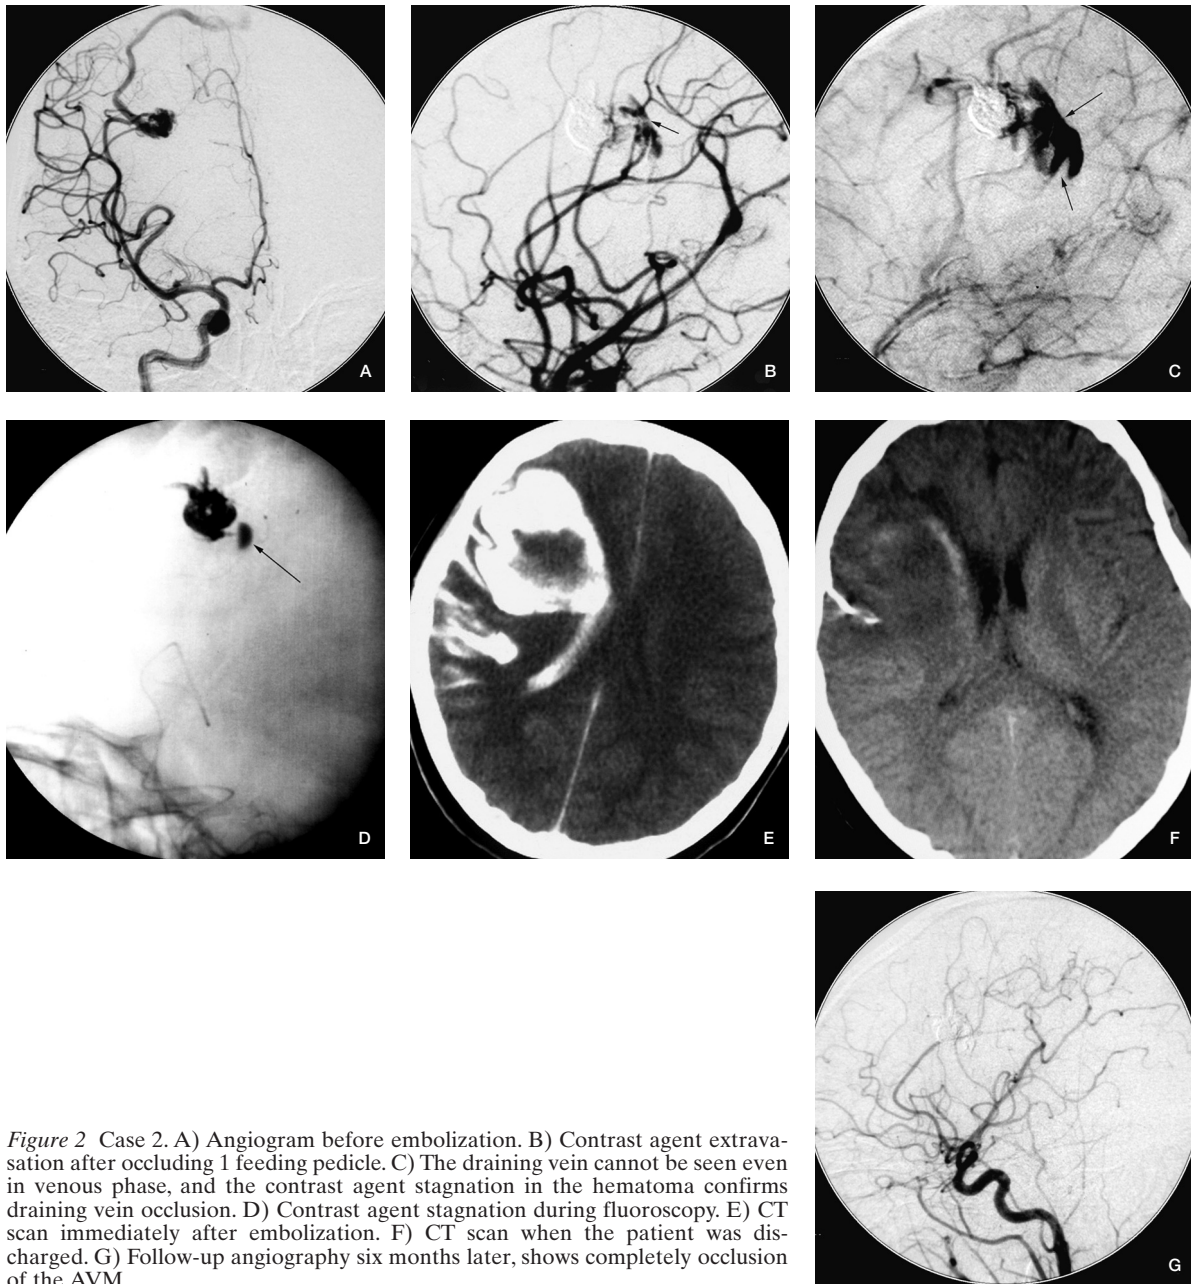 A
B
C
D
E
F
G
Figure 2 Case 2. A) Angiogram before embolization. B) Contrast agent extrava-
sation after occluding 1 feeding pedicle. C) The draining vein cannot be seen even
in venous phase, and the contrast agent stagnation in the hematoma confirms
draining vein occlusion. D) Contrast agent stagnation during fluoroscopy. E) CT
scan immediately after embolization. F) CT scan when the patient was dis-
charged. G) Follow-up angiography six months later, shows completely occlusion
of the AVM